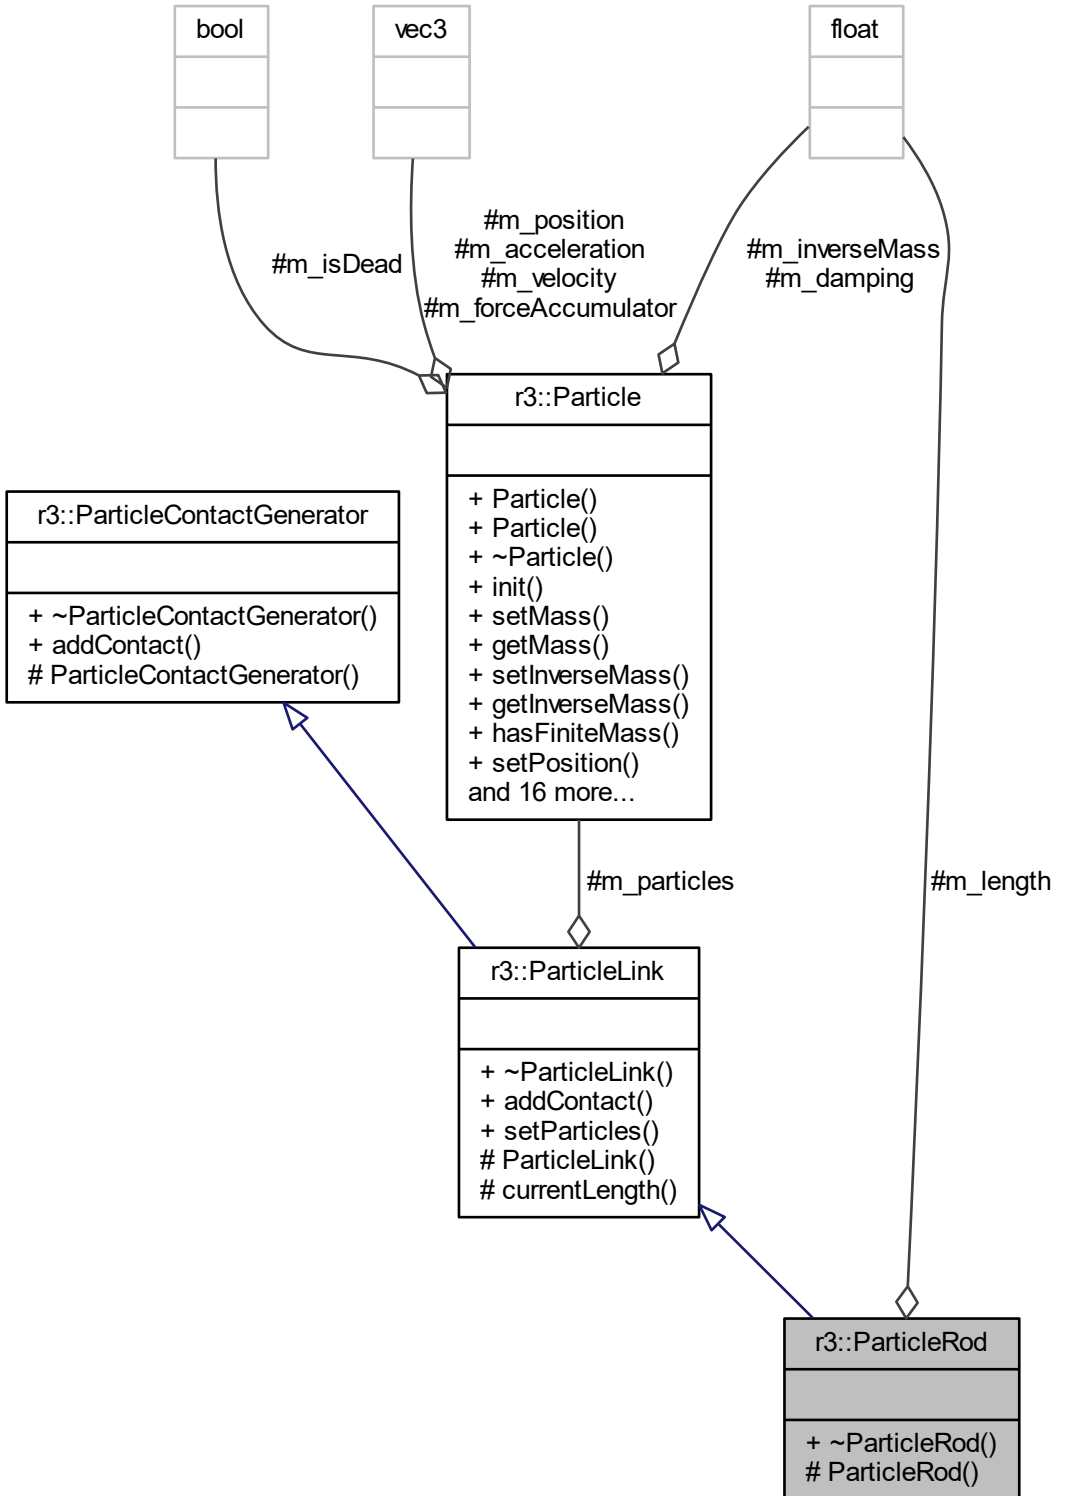 bool
vec3
float
#m_isDead
#m_position
#m_acceleration
#m_velocity
#m_forceAccumulator
#m_inverseMass
#m_damping
r3::Particle
+ Particle()
+ Particle()
+ ~Particle()
+ init()
+ setMass()
+ getMass()
+ setInverseMass()
+ getInverseMass()
+ hasFiniteMass()
+ setPosition()
and 16 more...
r3::ParticleContactGenerator
+ ~ParticleContactGenerator()
+ addContact()
# ParticleContactGenerator()
#m_particles
#m_length
r3::ParticleLink
+ ~ParticleLink()
+ addContact()
+ setParticles()
# ParticleLink()
# currentLength()
r3::ParticleRod
+ ~ParticleRod()
# ParticleRod()